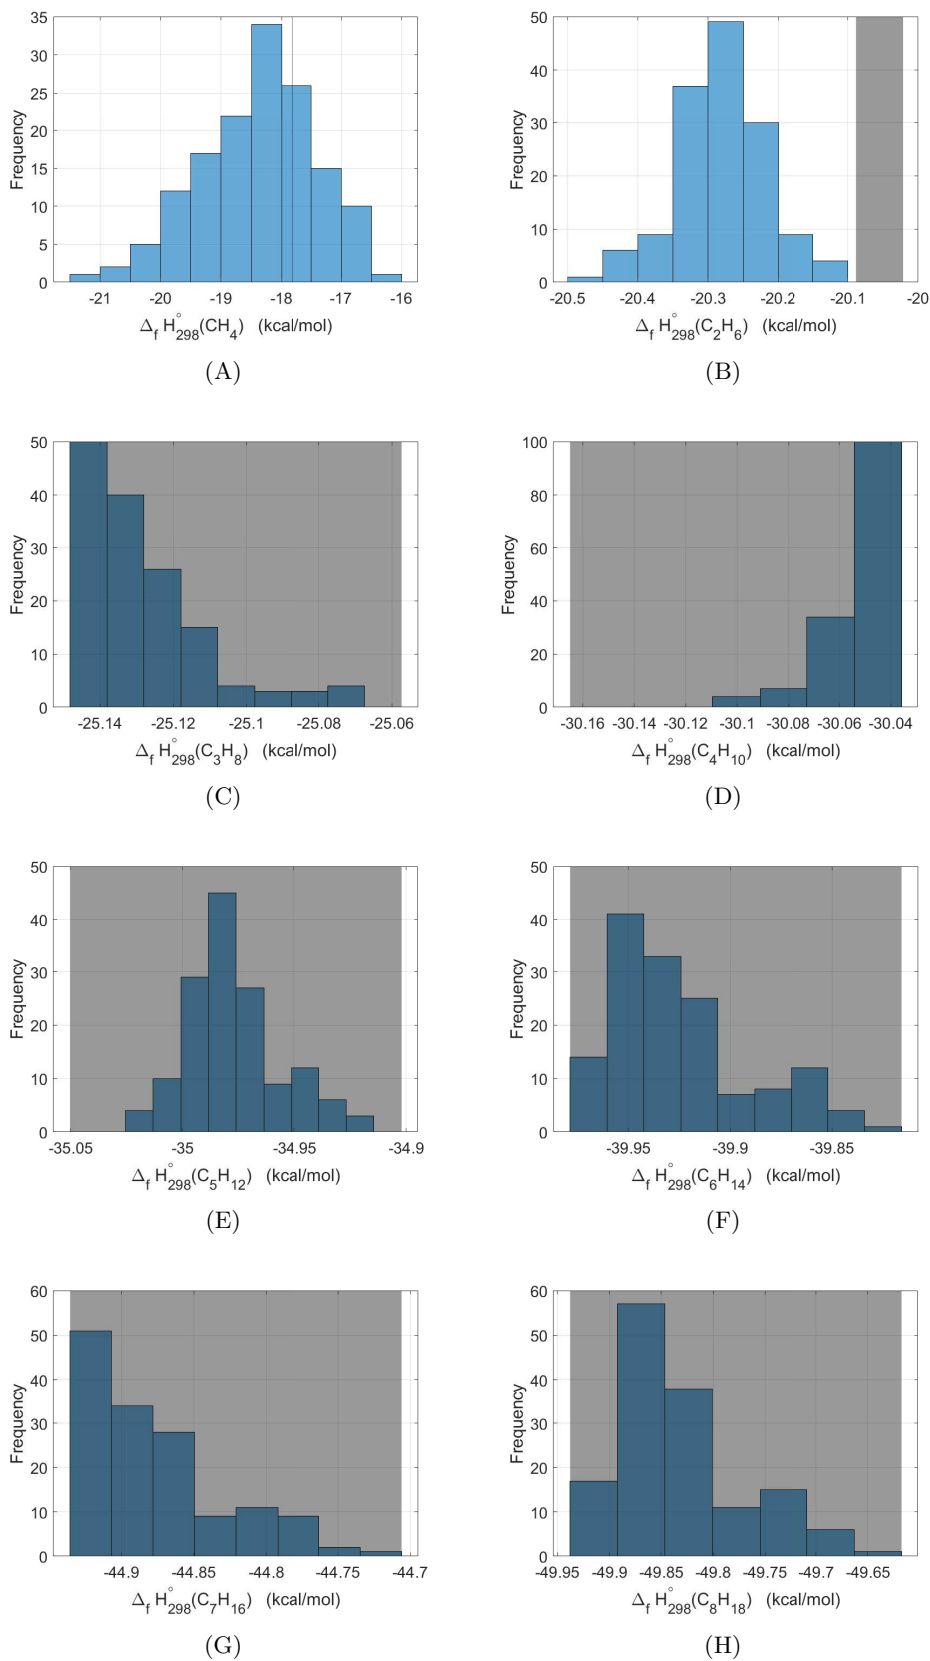 35
30
25
20
15
10
5
0
Frequency
-21 -20 -19 -18 -17 -16
Δf H°298(CH4) (kcal/mol)
(A)
50
40
30
20
10
0
Frequency
-20.5 -20.4 -20.3 -20.2 -20.1 -20
Δf H°298(C2H6) (kcal/mol)
(B)
50
40
30
20
10
0
Frequency
-25.14 -25.12 -25.1 -25.08 -25.06
Δf H°298(C3H8) (kcal/mol)
(C)
100
80
60
40
20
0
Frequency
-30.16 -30.14 -30.12 -30.1 -30.08 -30.06 -30.04
Δf H°298(C4H10) (kcal/mol)
(D)
50
40
30
20
10
0
Frequency
-35.05 -35 -34.95 -34.9
Δf H°298(C5H12) (kcal/mol)
(E)
50
40
30
20
10
0
Frequency
-39.95 -39.9 -39.85
Δf H°298(C6H14) (kcal/mol)
(F)
60
50
40
30
20
10
0
Frequency
-44.9 -44.85 -44.8 -44.75 -44.7
Δf H°298(C7H16) (kcal/mol)
(G)
60
50
40
30
20
10
0
Frequency
-49.95 -49.9 -49.85 -49.8 -49.75 -49.7 -49.65
Δf H°298(C8H18) (kcal/mol)
(H)